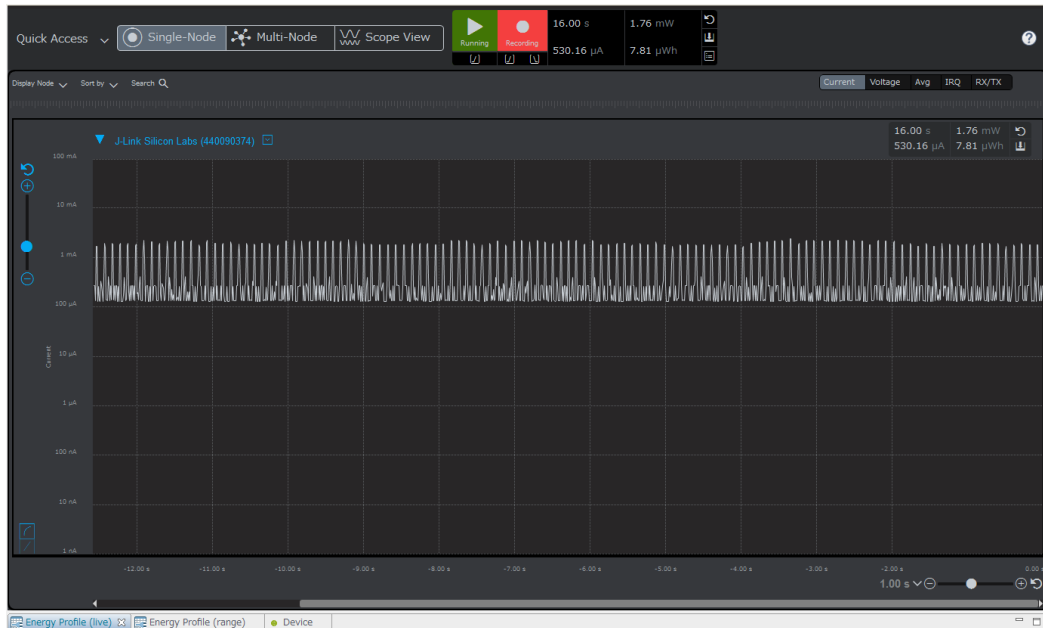 Quick Access Single-Node Multi-Node Scope View
Running
Recording
16.00 s 1.76 mW
530.16 µA 7.81 µWh
Display Node Sort by Search
Current Voltage Avg IRQ RX/TX
J-Link Silicon Labs (440090374)
16.00 s 1.76 mW
530.16 µA 7.81 µWh
100 mA
10 mA
1 mA
100 µA
10 µA
1 µA
100 nA
10 nA
1 nA
Current
-12.00 s -11.00 s -10.00 s -9.00 s -8.00 s -7.00 s -6.00 s -5.00 s -4.00 s -3.00 s -2.00 s 0.00 s
1.00 s
Energy Profile (live) Energy Profile (range) Device